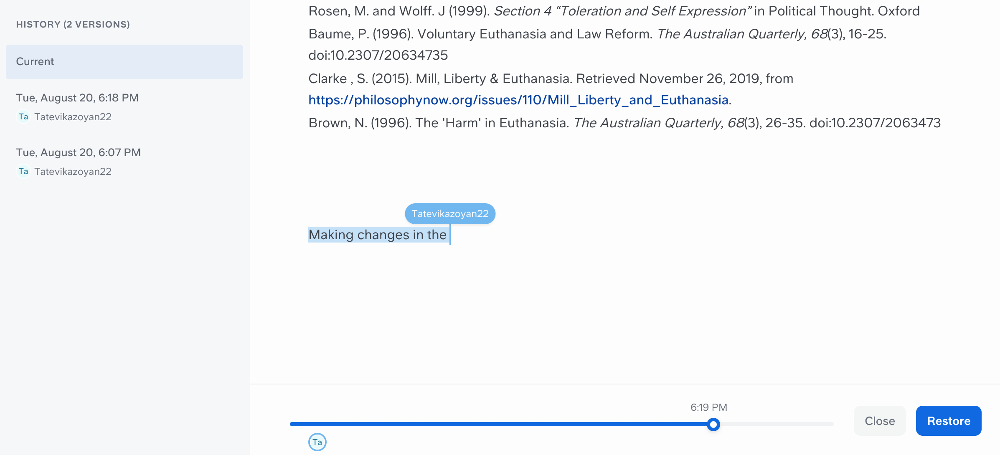 HISTORY (2 VERSIONS)
Current
Tue, August 20, 6:18 PM
Ta Tatevikazoyan22
Tue, August 20, 6:07 PM
Ta Tatevikazoyan22
Rosen, M. and Wolff. J (1999). Section 4 “Toleration and Self Expression” in Political Thought. Oxford
Baume, P. (1996). Voluntary Euthanasia and Law Reform. The Australian Quarterly, 68(3), 16-25.
doi:10.2307/20634735
Clarke , S. (2015). Mill, Liberty & Euthanasia. Retrieved November 26, 2019, from
https://philosophynow.org/issues/110/Mill_Liberty_and_Euthanasia.
Brown, N. (1996). The 'Harm' in Euthanasia. The Australian Quarterly, 68(3), 26-35. doi:10.2307/2063473
Tatevikazoyan22
Making changes in the
6:19 PM
Ta
Close
Restore